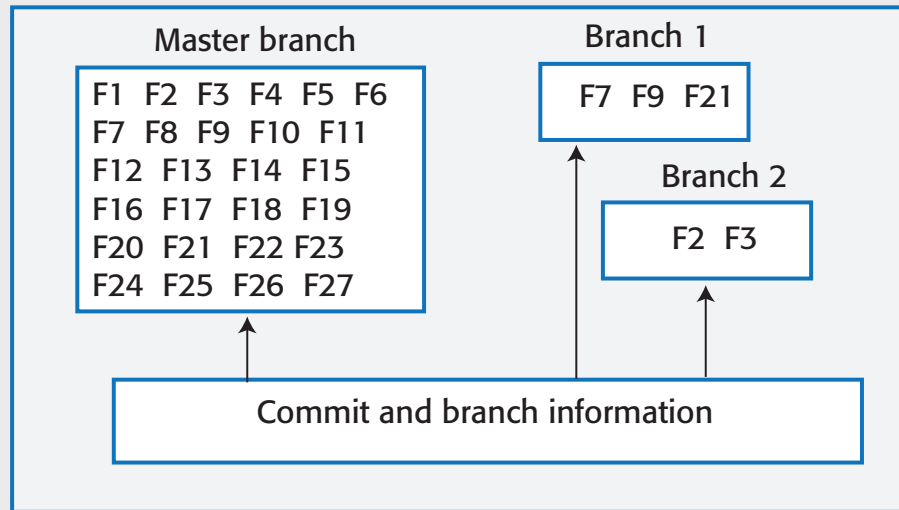 Master branch
F1 F2 F3 F4 F5 F6
F7 F8 F9 F10 F11
F12 F13 F14 F15
F16 F17 F18 F19
F20 F21 F22 F23
F24 F25 F26 F27
Branch 1
F7 F9 F21
Branch 2
F2 F3
Commit and branch information